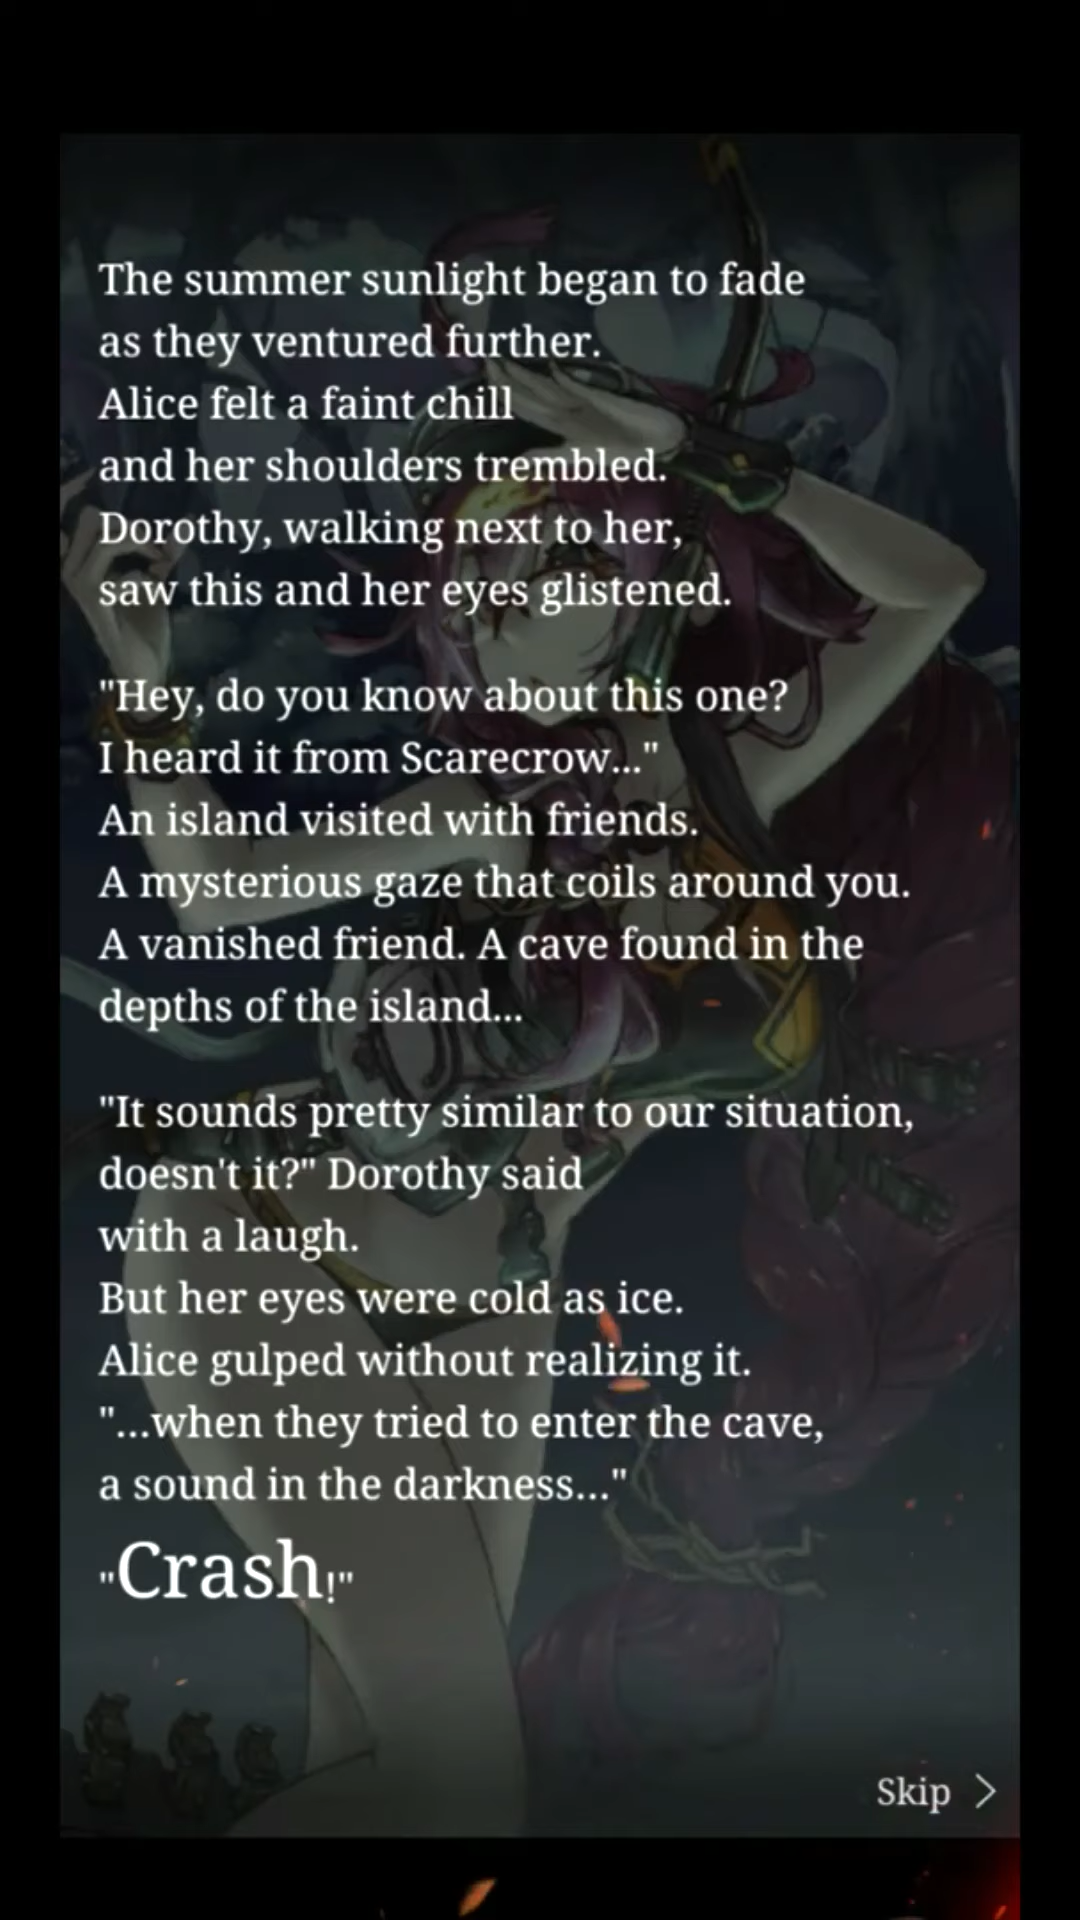 The summer sunlight began to fade
as they ventured further.
Alice felt a faint chill
and her shoulders trembled.
Dorothy, walking next to her,
saw this and her eyes glistened.
"Hey, do you know about this one?
I heard it from Scarecrow..."
An island visited with friends.
A mysterious gaze that coils around you.
A vanished friend. A cave found in the
depths of the island...
"It sounds pretty similar to our situation,
doesn't it?" Dorothy said
with a laugh.
But her eyes were cold as ice.
Alice gulped without realizing it.
"...when they tried to enter the cave,
a sound in the darkness..."
"Crash!"
Skip >